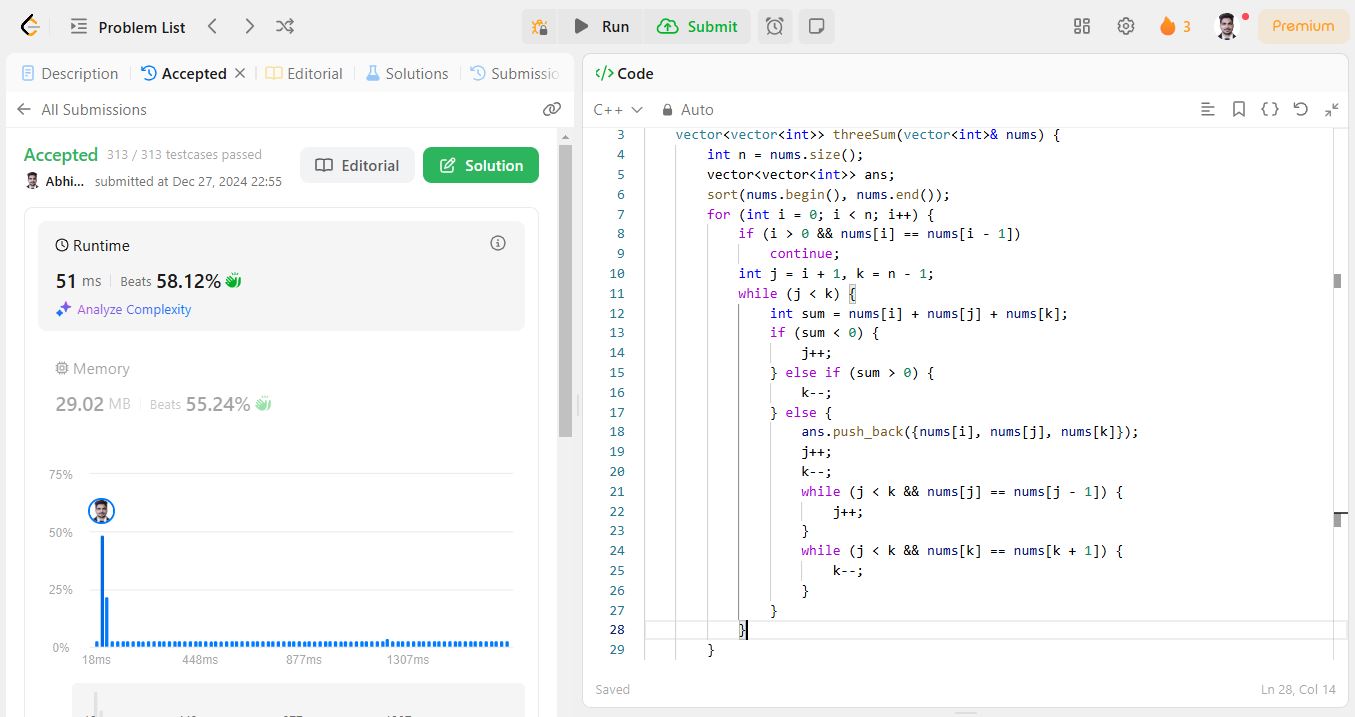 Problem List
Run
Submit
3
Premium
Description
Accepted
Editorial
Solutions
Submissio
</> Code
All Submissions
C++
Auto
Accepted 313 / 313 testcases passed
Abhi... submitted at Dec 27, 2024 22:55
Editorial
Solution
Runtime
51 ms Beats 58.12%
Analyze Complexity
Memory
29.02 MB Beats 55.24%
75%
50%
25%
0%
18ms 448ms 877ms 1307ms
3 vector<vector<int>> threeSum(vector<int>& nums) {
4 int n = nums.size();
5 vector<vector<int>> ans;
6 sort(nums.begin(), nums.end());
7 for (int i = 0; i < n; i++) {
8 if (i > 0 && nums[i] == nums[i - 1])
9 continue;
10 int j = i + 1, k = n - 1;
11 while (j < k) {
12 int sum = nums[i] + nums[j] + nums[k];
13 if (sum < 0) {
14 j++;
15 } else if (sum > 0) {
16 k--;
17 } else {
18 ans.push_back({nums[i], nums[j], nums[k]});
19 j++;
20 k--;
21 while (j < k && nums[j] == nums[j - 1]) {
22 j++;
23 }
24 while (j < k && nums[k] == nums[k + 1]) {
25 k--;
26 }
27 }
28 }
29 }
Saved
Ln 28, Col 14